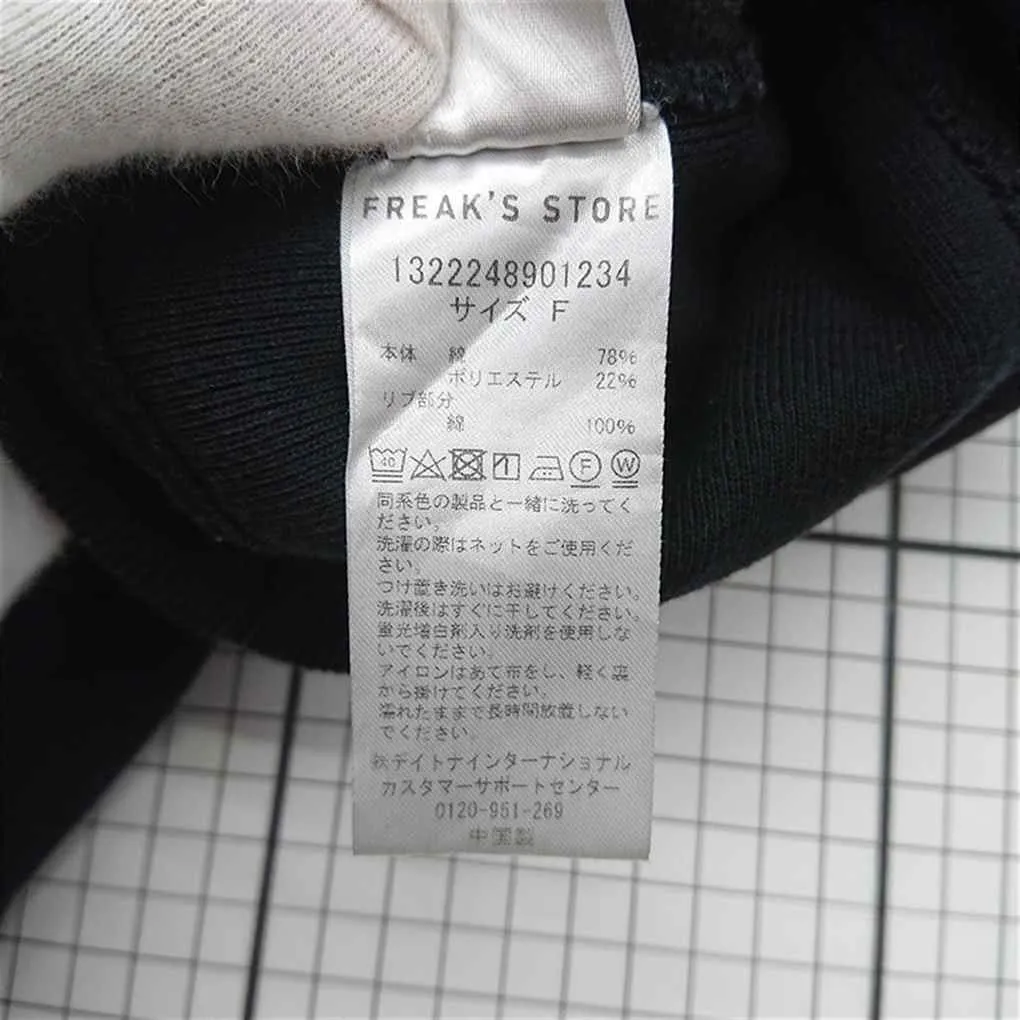 FREAK'S STORE
1322248901234
サイズ F
本体 綿 78%
ポリエステル 22%
リブ部分
綿 100%
40 F W
同系色の製品と一緒に洗ってく
ださい。
洗濯の際はネットをご使用くだ
さい。
つけ置き洗いはお避けください。
洗濯後はすぐに干してください。
蛍光増白剤入り洗剤を使用しな
いでください。
アイロンはあて布をし、軽く裏
から掛けてください。
濡れたままで長時間放置しない
でください。
㈱デイトナインターナショナル
カスタマーサポートセンター
0120-951-269
中国製